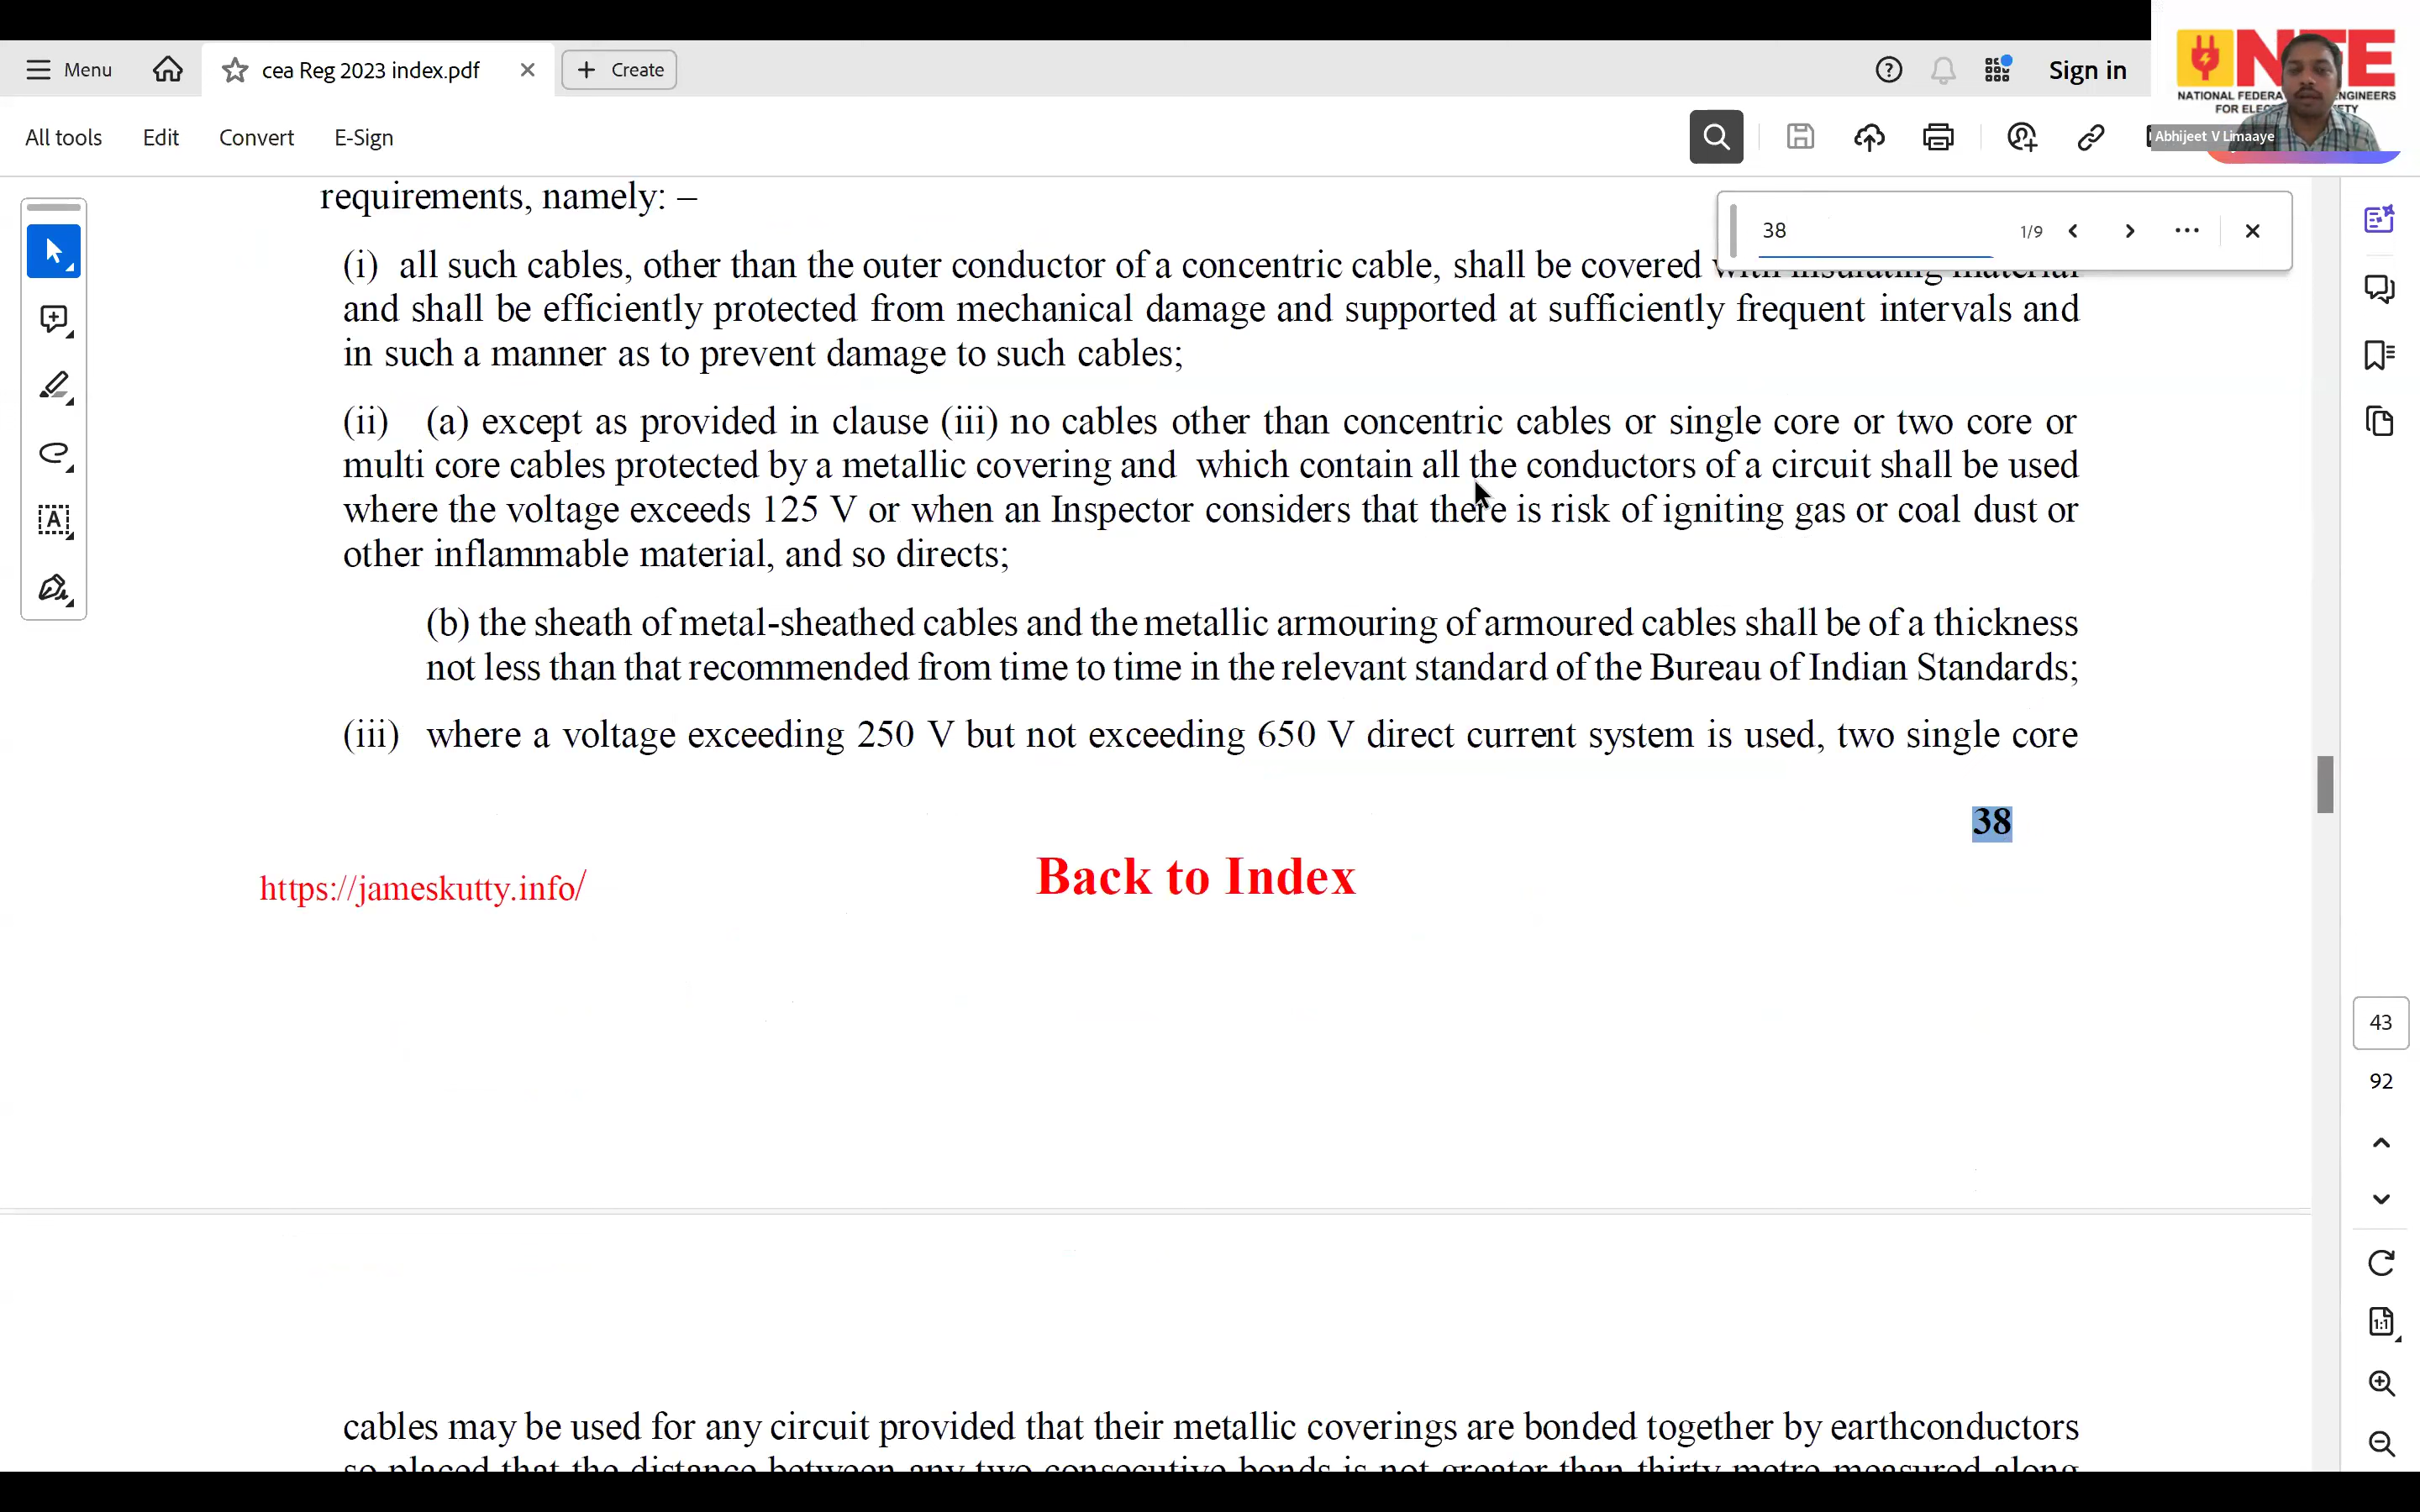 Menu
cea Reg 2023 index.pdf
Create
Sign in
NATIONAL FEDERA NGINEERS
FOR ELEC TY
Abhijeet V Limaaye
All tools
Edit
Convert
E-Sign
38
1/9
requirements, namely: –
(i) all such cables, other than the outer conductor of a concentric cable, shall be covered with insulating material
and shall be efficiently protected from mechanical damage and supported at sufficiently frequent intervals and
in such a manner as to prevent damage to such cables;
(ii) (a) except as provided in clause (iii) no cables other than concentric cables or single core or two core or
multi core cables protected by a metallic covering and which contain all the conductors of a circuit shall be used
where the voltage exceeds 125 V or when an Inspector considers that there is risk of igniting gas or coal dust or
other inflammable material, and so directs;
(b) the sheath of metal-sheathed cables and the metallic armouring of armoured cables shall be of a thickness
not less than that recommended from time to time in the relevant standard of the Bureau of Indian Standards;
(iii) where a voltage exceeding 250 V but not exceeding 650 V direct current system is used, two single core
38
Back to Index
https://jameskutty.info/
43
92
1:1
cables may be used for any circuit provided that their metallic coverings are bonded together by earthconductors
so placed that the distance between any two consecutive bonds is not greater than thirty metre measured along